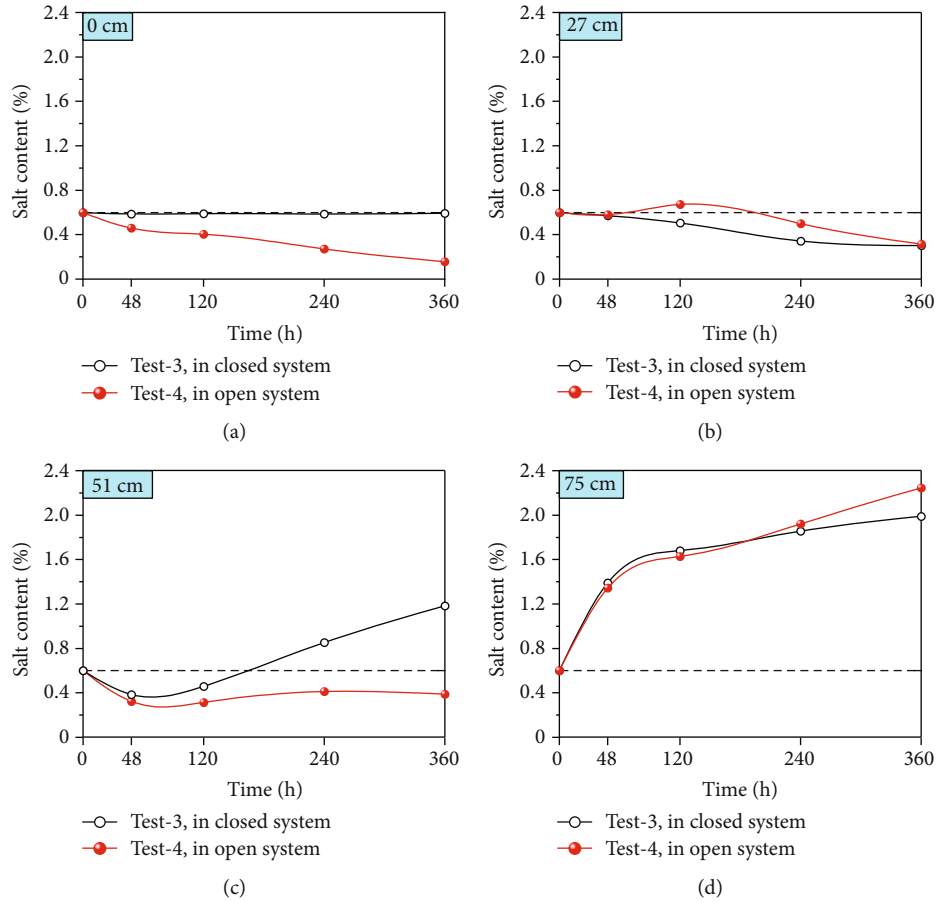 0 cm
Salt content (%)
2.4
2.0
1.6
1.2
0.8
0.4
0
0 48 120 240 360
Time (h)
Test-3, in closed system
Test-4, in open system
(a)
27 cm
Salt content (%)
2.4
2.0
1.6
1.2
0.8
0.4
0
0 48 120 240 360
Time (h)
Test-3, in closed system
Test-4, in open system
(b)
51 cm
Salt content (%)
2.4
2.0
1.6
1.2
0.8
0.4
0
0 48 120 240 360
Time (h)
Test-3, in closed system
Test-4, in open system
(c)
75 cm
Salt content (%)
2.4
2.0
1.6
1.2
0.8
0.4
0
0 48 120 240 360
Time (h)
Test-3, in closed system
Test-4, in open system
(d)